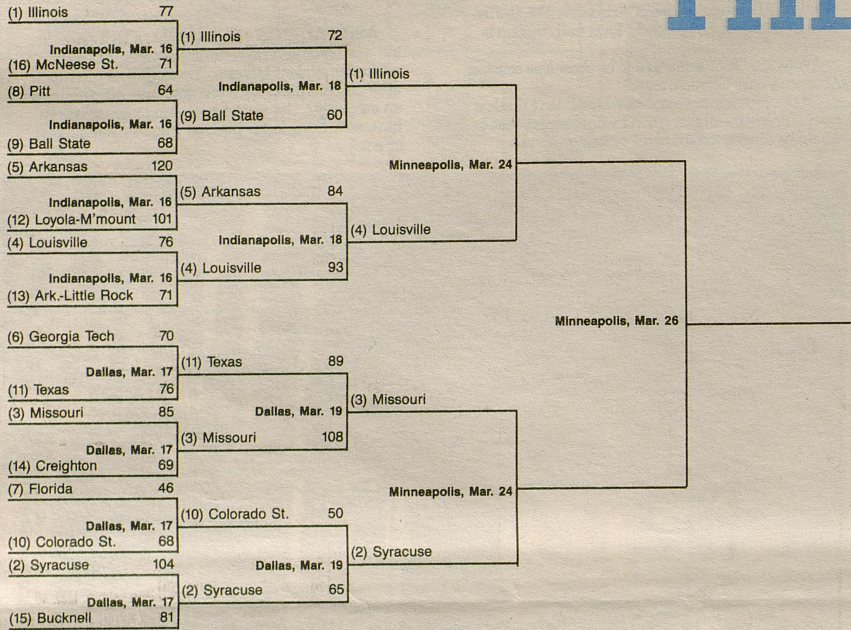 (1) Illinois 77
Indianapolis, Mar. 16
(16) McNeese St. 71
(8) Pitt 64
Indianapolis, Mar. 16
(9) Ball State 68
(5) Arkansas 120
Indianapolis, Mar. 16
(12) Loyola-M'mount 101
(4) Louisville 76
Indianapolis, Mar. 16
(13) Ark.-Little Rock 71
(6) Georgia Tech 70
Dallas, Mar. 17
(11) Texas 76
(3) Missouri 85
Dallas, Mar. 17
(14) Creighton 69
(7) Florida 46
Dallas, Mar. 17
(10) Colorado St. 68
(2) Syracuse 104
Dallas, Mar. 17
(15) Bucknell 81
(1) Illinois 72
Indianapolis, Mar. 18
(9) Ball State 60
(5) Arkansas 84
Indianapolis, Mar. 18
(4) Louisville 93
(11) Texas 89
Dallas, Mar. 19
(3) Missouri 108
(10) Colorado St. 50
Dallas, Mar. 19
(2) Syracuse 65
(1) Illinois
Minneapolis, Mar. 24
(4) Louisville
(3) Missouri
Minneapolis, Mar. 24
(2) Syracuse
Minneapolis, Mar. 26